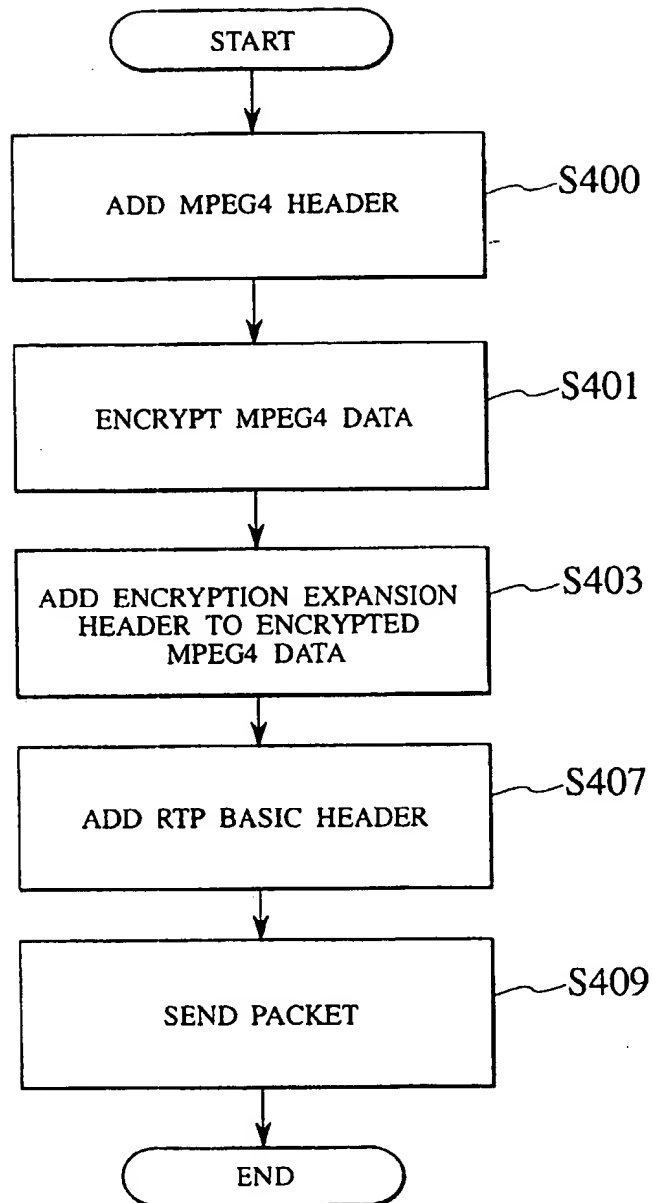 START
ADD MPEG4 HEADER
S400
ENCRYPT MPEG4 DATA
S401
ADD ENCRYPTION EXPANSION
HEADER TO ENCRYPTED
MPEG4 DATA
S403
ADD RTP BASIC HEADER
S407
SEND PACKET
S409
END